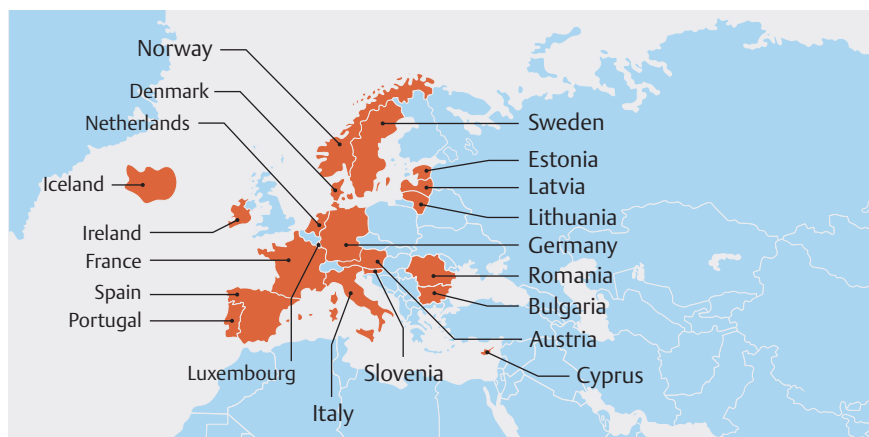 Norway
Denmark
Netherlands
Iceland
Ireland
France
Spain
Portugal
Luxembourg
Italy
Slovenia
Sweden
Estonia
Latvia
Lithuania
Germany
Romania
Bulgaria
Austria
Cyprus